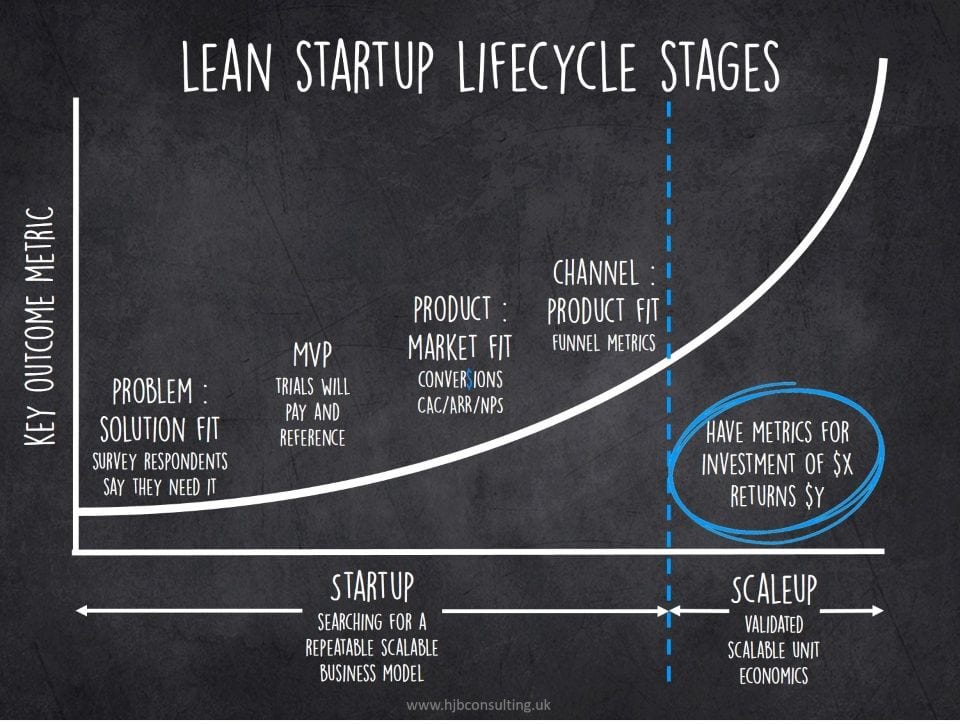 LEAN STARTUP LIFECYCLE STAGES
KEY OUTCOME METRIC
PROBLEM :
SOLUTION FIT
SURVEY RESPONDENTS
SAY THEY NEED IT
MVP
TRIALS WILL
PAY AND
REFERENCE
PRODUCT :
MARKET FIT
CONVER$IONS
CAC/ARR/NPS
CHANNEL :
PRODUCT FIT
FUNNEL METRICS
HAVE METRICS FOR
INVESTMENT OF $X
RETURNS $Y
STARTUP
SEARCHING FOR A
REPEATABLE SCALABLE
BUSINESS MODEL
SCALEUP
VALIDATED
SCALABLE UNIT
ECONOMICS
www.hjbconsulting.uk